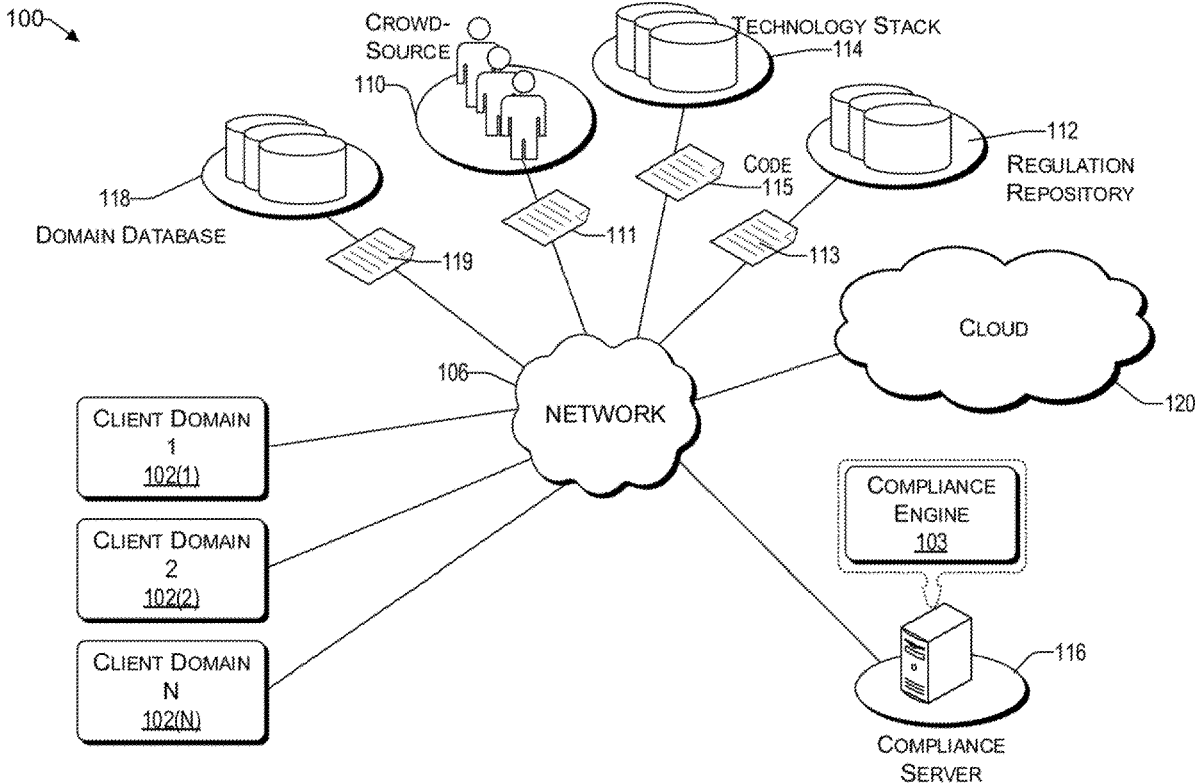 100
CROWD-
SOURCE
110
TECHNOLOGY STACK
114
112
REGULATION
REPOSITORY
118
DOMAIN DATABASE
119
111
CODE
115
113
CLOUD
120
106
NETWORK
CLIENT DOMAIN
1
102(1)
CLIENT DOMAIN
2
102(2)
CLIENT DOMAIN
N
102(N)
COMPLIANCE
ENGINE
103
116
COMPLIANCE
SERVER